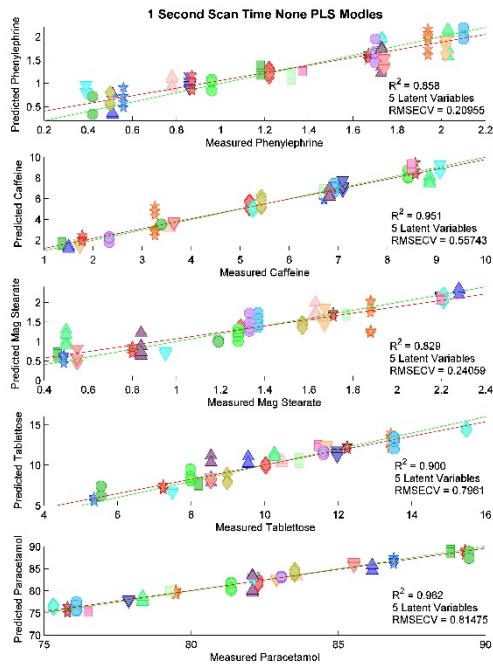 1 Second Scan Time None PLS Modles
Predicted Phenylephrine
2
1.5
1
0.5
R² = 0.858
5 Latent Variables
RMSECV = 0.20955
0.2 0.4 0.6 0.8 1 1.2 1.4 1.6 1.8 2 2.2
Measured Phenylephrine
Predicted Caffeine
10
8
6
4
2
R² = 0.951
5 Latent Variables
RMSECV = 0.55743
1 2 3 4 5 6 7 8 9 10
Measured Caffeine
Predicted Mag Stearate
2
1.5
1
0.5
0
R² = 0.829
5 Latent Variables
RMSECV = 0.24059
0.4 0.6 0.8 1 1.2 1.4 1.6 1.8 2 2.2 2.4
Measured Mag Stearate
Predicted Tablettose
15
10
5
R² = 0.900
5 Latent Variables
RMSECV = 0.7961
4 6 8 10 12 14 16
Measured Tablettose
Predicted Paracetamol
90
85
80
75
70
R² = 0.962
5 Latent Variables
RMSECV = 0.81475
75 80 85 90
Measured Paracetamol